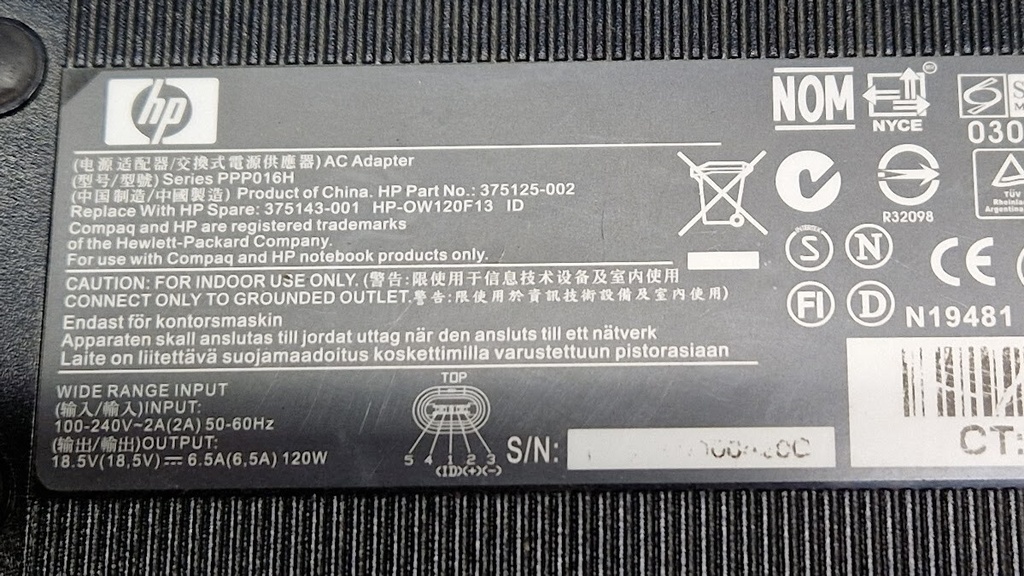 hp
(电源适配器/交換式電源供應器) AC Adapter
(型号/型號) Series PPP016H
(中国制造/中國製造) Product of China. HP Part No.: 375125-002
Replace With HP Spare: 375143-001 HP-OW120F13 ID
Compaq and HP are registered trademarks
of the Hewlett-Packard Company.
For use with Compaq and HP notebook products only.
CAUTION: FOR INDOOR USE ONLY. (警告: 限使用于信息技术设备及室内使用
CONNECT ONLY TO GROUNDED OUTLET.警告: 限使用於資訊技術設備及室內使用)
Endast för kontorsmaskin
Apparaten skall anslutas till jordat uttag när den ansluts till ett nätverk
Laite on liitettävä suojamaadoitus koskettimilla varustettuun pistorasiaan
WIDE RANGE INPUT
(输入/輸入)INPUT:
100-240V~2A(2A) 50-60Hz
(输出/輸出)OUTPUT:
18.5V(18,5V) ⎓ 6.5A(6,5A) 120W
TOP
5 4 1 2 3
(ID)(+)(-)
S/N:
NOM
NYCE
030
R32098
TÜV
Rheinla
Argentina
S
N
CE
FI
D
N19481
CT: